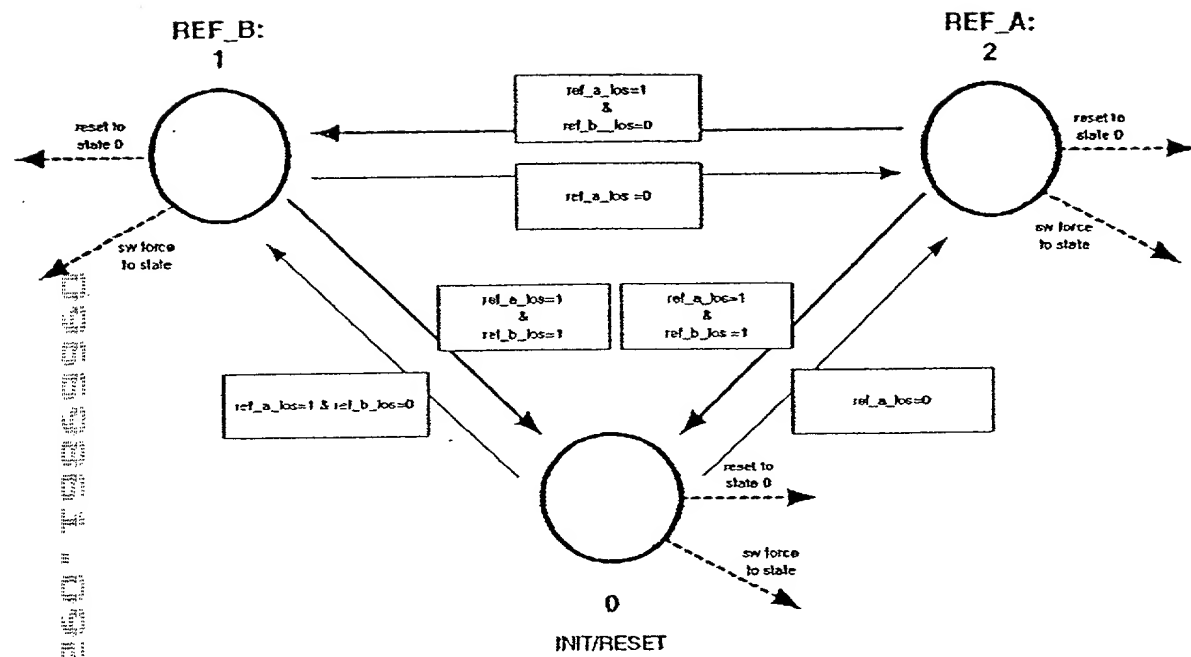 REF_B:
1
REF_A:
2
ref_a_los=1
&
ref_b__los=0
reset to
state 0
reset to
state 0
ref_a_los =0
sw force
to state
sw force
to state
ref_a_los=1
&
ref_b_los=1
ref_a_los=1
&
ref_b_los =1
ref_a_los=1 & ref_b_los=0
ref_a_los=0
reset to
state 0
sw force
to state
0
INIT/RESET